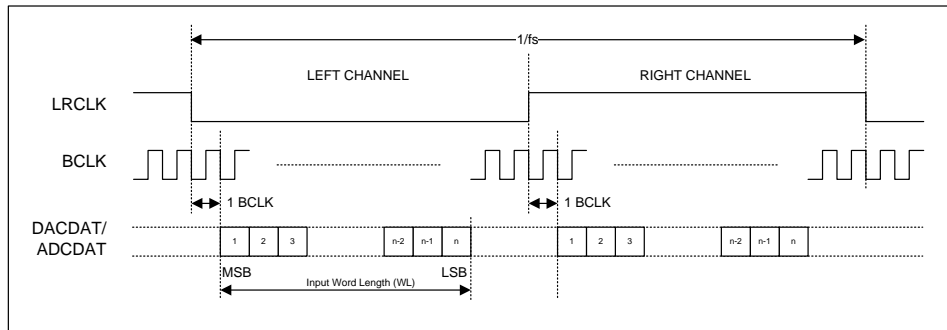 1/fs
LEFT CHANNEL
RIGHT CHANNEL
LRCLK
BCLK
1 BCLK
1 BCLK
DACDAT/
ADCDAT
1 2 3 n-2 n-1 n
1 2 3 n-2 n-1 n
MSB
LSB
Input Word Length (WL)